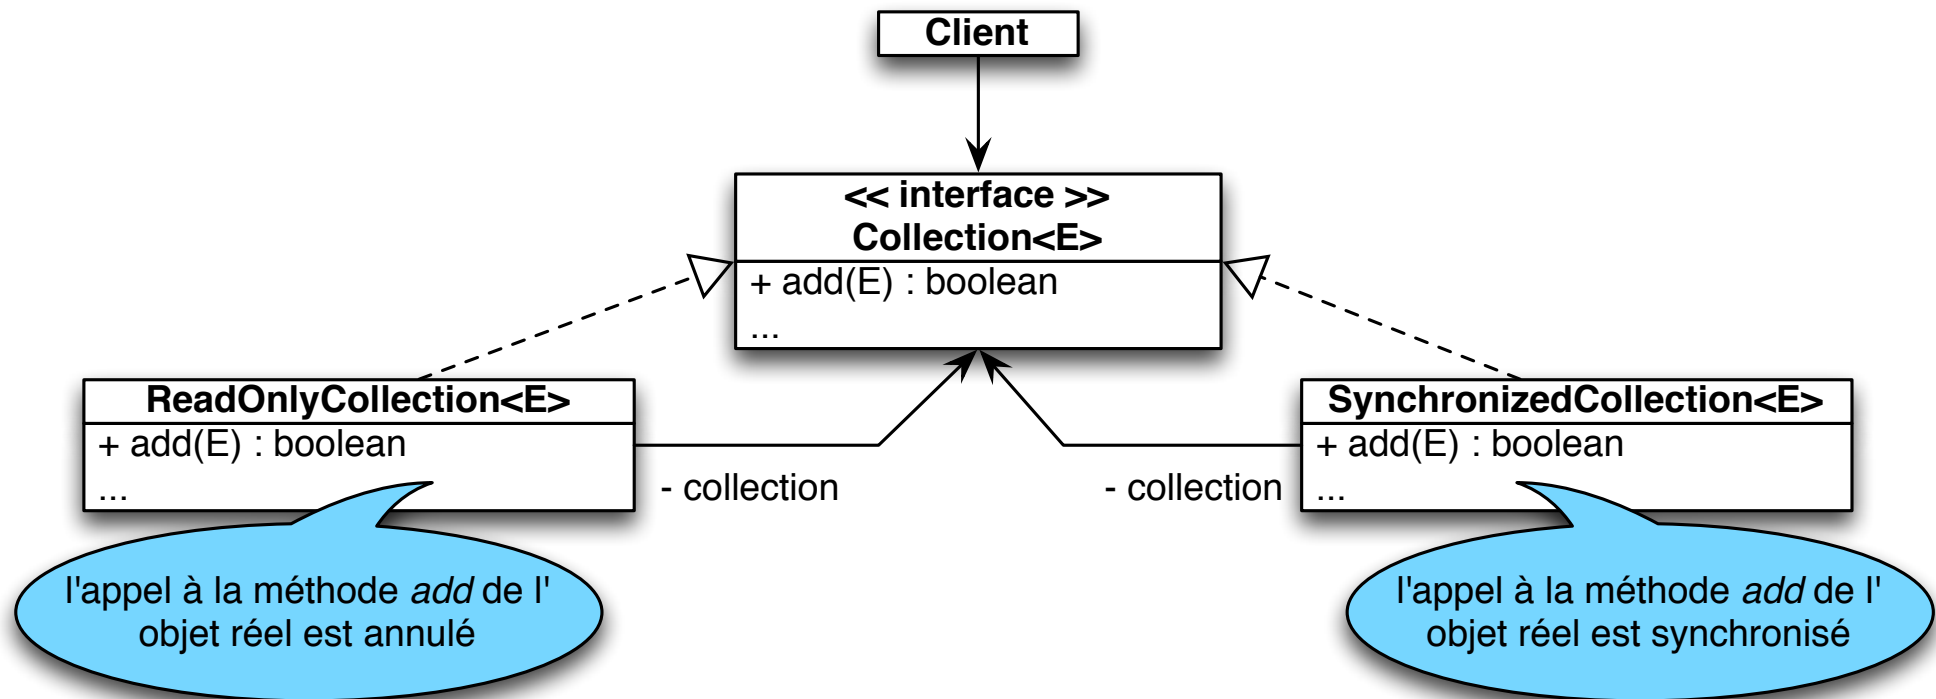 Client
<< interface >>
Collection<E>
+ add(E) : boolean
...
ReadOnlyCollection<E>
+ add(E) : boolean
...
- collection
- collection
SynchronizedCollection<E>
+ add(E) : boolean
...
l'appel à la méthode add de l'
objet réel est annulé
l'appel à la méthode add de l'
objet réel est synchronisé